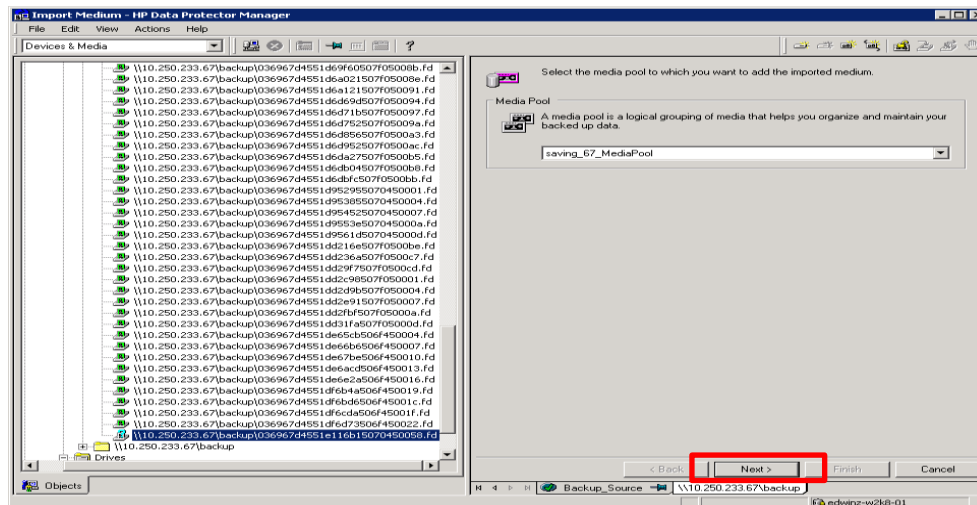 Import Medium - HP Data Protector Manager
File Edit View Actions Help
Devices & Media
\\10.250.233.67\backup\036967d4551d69f60507f05008b.fd
\\10.250.233.67\backup\036967d4551d6a021507f05008e.fd
\\10.250.233.67\backup\036967d4551d6a121507f050091.fd
\\10.250.233.67\backup\036967d4551d6d69d507f050094.fd
\\10.250.233.67\backup\036967d4551d6d71b507f050097.fd
\\10.250.233.67\backup\036967d4551d6d752507f05009a.fd
\\10.250.233.67\backup\036967d4551d6d856507f0500a3.fd
\\10.250.233.67\backup\036967d4551d6d952507f0500ac.fd
\\10.250.233.67\backup\036967d4551d6da27507f0500b5.fd
\\10.250.233.67\backup\036967d4551d6db04507f0500b8.fd
\\10.250.233.67\backup\036967d4551d6dbfc507f0500bb.fd
\\10.250.233.67\backup\036967d4551d952955070450001.fd
\\10.250.233.67\backup\036967d4551d953855070450004.fd
\\10.250.233.67\backup\036967d4551d954525070450007.fd
\\10.250.233.67\backup\036967d4551d9553e507045000a.fd
\\10.250.233.67\backup\036967d4551d9561d507045000d.fd
\\10.250.233.67\backup\036967d4551dd216e507f0500be.fd
\\10.250.233.67\backup\036967d4551dd236a507f0500c7.fd
\\10.250.233.67\backup\036967d4551dd29f7507f0500cd.fd
\\10.250.233.67\backup\036967d4551dd2c98507f050001.fd
\\10.250.233.67\backup\036967d4551dd2d9b507f050004.fd
\\10.250.233.67\backup\036967d4551dd2e91507f050007.fd
\\10.250.233.67\backup\036967d4551dd2fbf507f05000a.fd
\\10.250.233.67\backup\036967d4551dd31fa507f05000d.fd
\\10.250.233.67\backup\036967d4551de65cb506f450004.fd
\\10.250.233.67\backup\036967d4551de66b6506f450007.fd
\\10.250.233.67\backup\036967d4551de67be506f450010.fd
\\10.250.233.67\backup\036967d4551de6acd506f450013.fd
\\10.250.233.67\backup\036967d4551de6e2a506f450016.fd
\\10.250.233.67\backup\036967d4551df6b4a506f450019.fd
\\10.250.233.67\backup\036967d4551df6bd6506f45001c.fd
\\10.250.233.67\backup\036967d4551df6cda506f45001f.fd
\\10.250.233.67\backup\036967d4551df6d73506f450022.fd
\\10.250.233.67\backup\036967d4551e116b15070450058.fd
\\10.250.233.67\backup
Drives
Objects
Select the media pool to which you want to add the imported medium.
Media Pool
A media pool is a logical grouping of media that helps you organize and maintain your
backed up data.
saving_67_MediaPool
< Back Next > Finish Cancel
Backup_Source \\10.250.233.67\backup
edwinz-w2k8-01